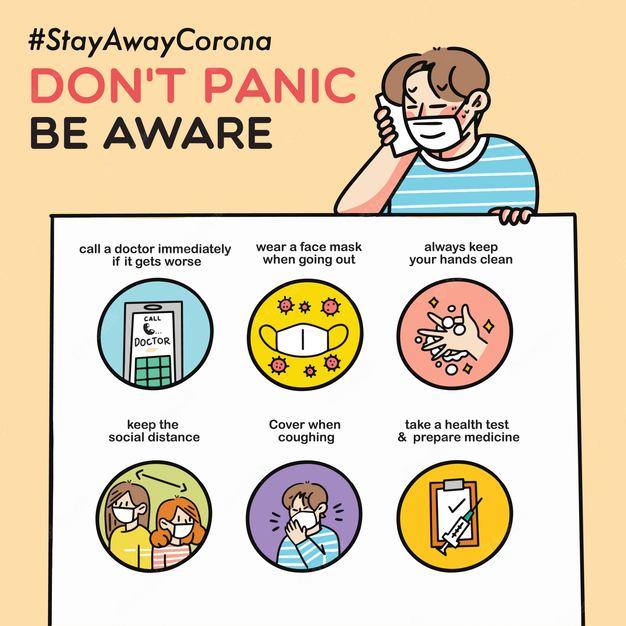 #StayAwayCorona
DON'T PANIC
BE AWARE
call a doctor immediately
if it gets worse
wear a face mask
when going out
always keep
your hands clean
CALL
DOCTOR
keep the
social distance
Cover when
coughing
take a health test
& prepare medicine